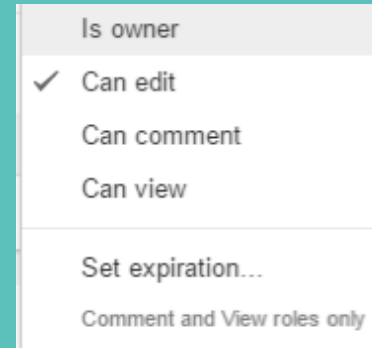 Is owner
Can edit
Can comment
Can view
Set expiration...
Comment and View roles only